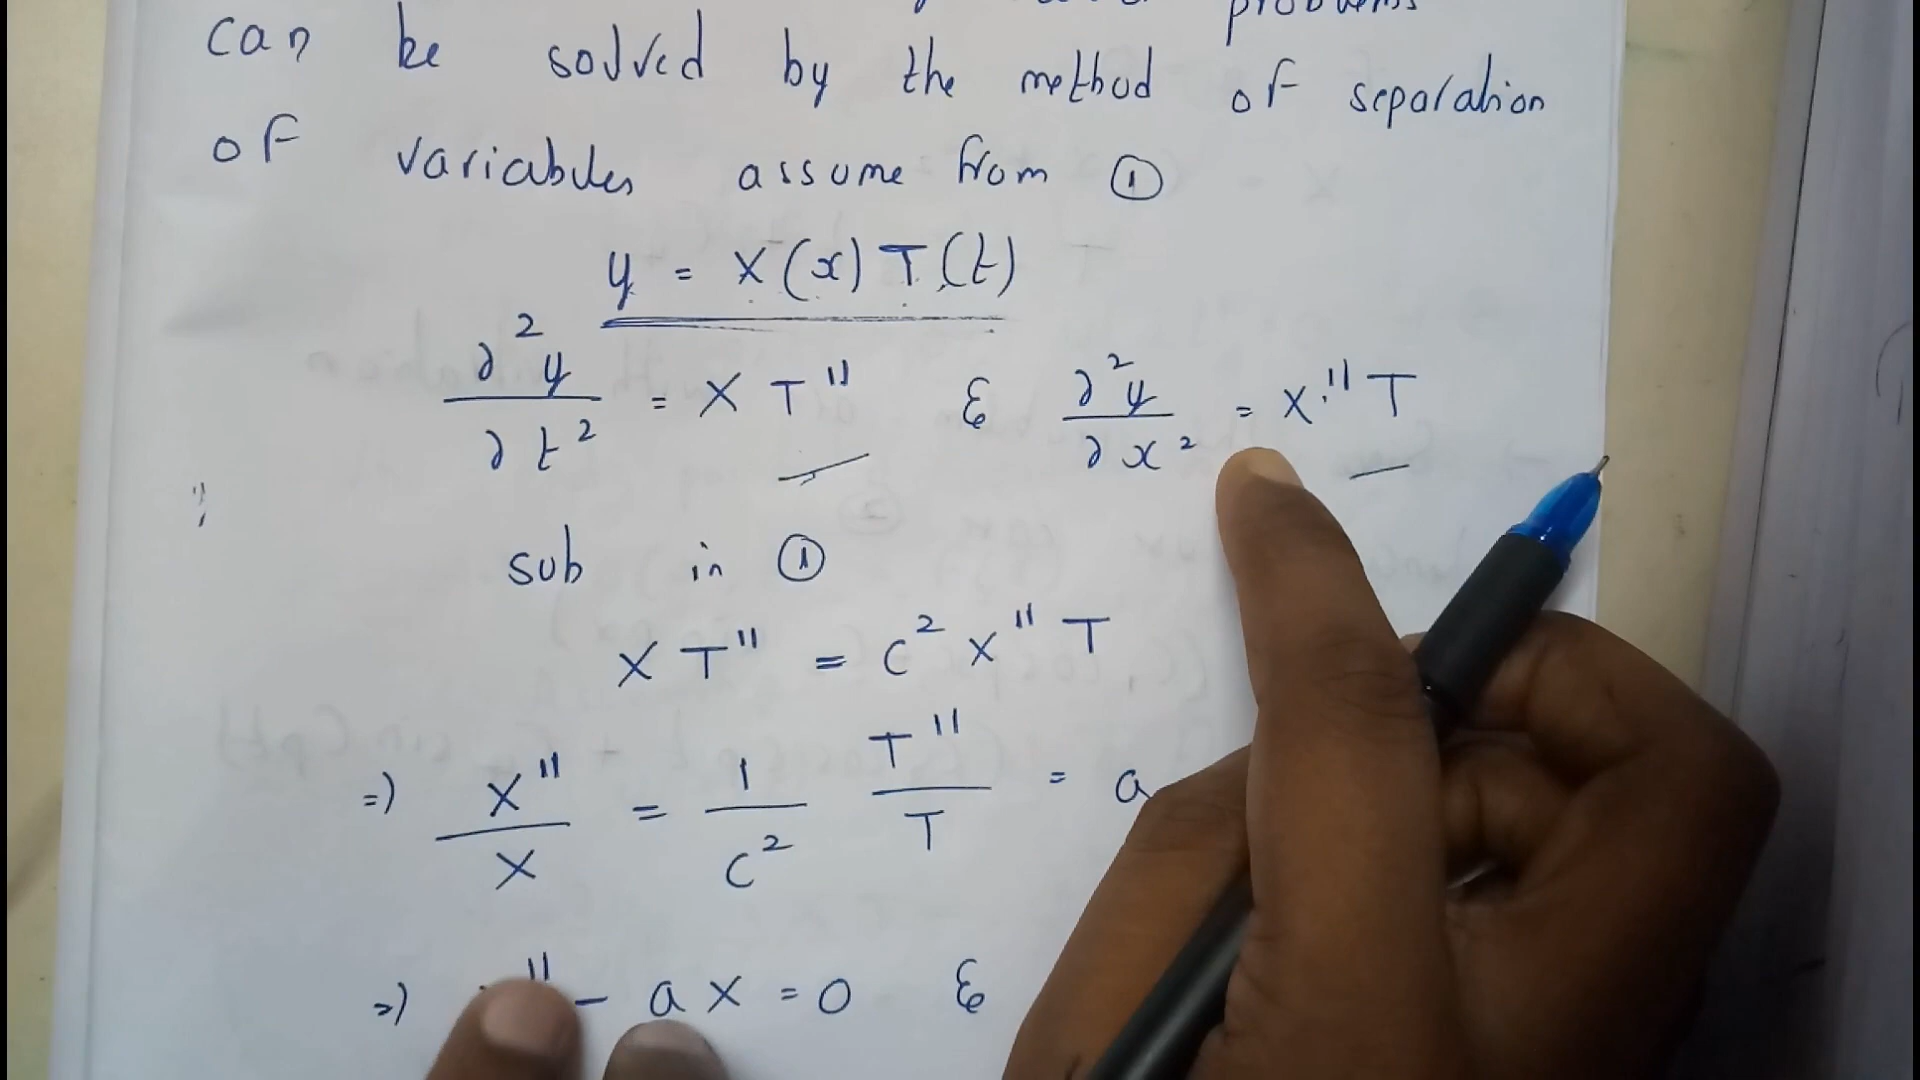 problems
can be solved by the method of separation
of variables assume from ①
y = X(x) T(t)
∂²y/∂t² = X T'' & ∂²y/∂x² = X'' T
sub in ①
X T'' = c² X'' T
=) X''/X = 1/c² T''/T = a
=) '' - a X = 0 &